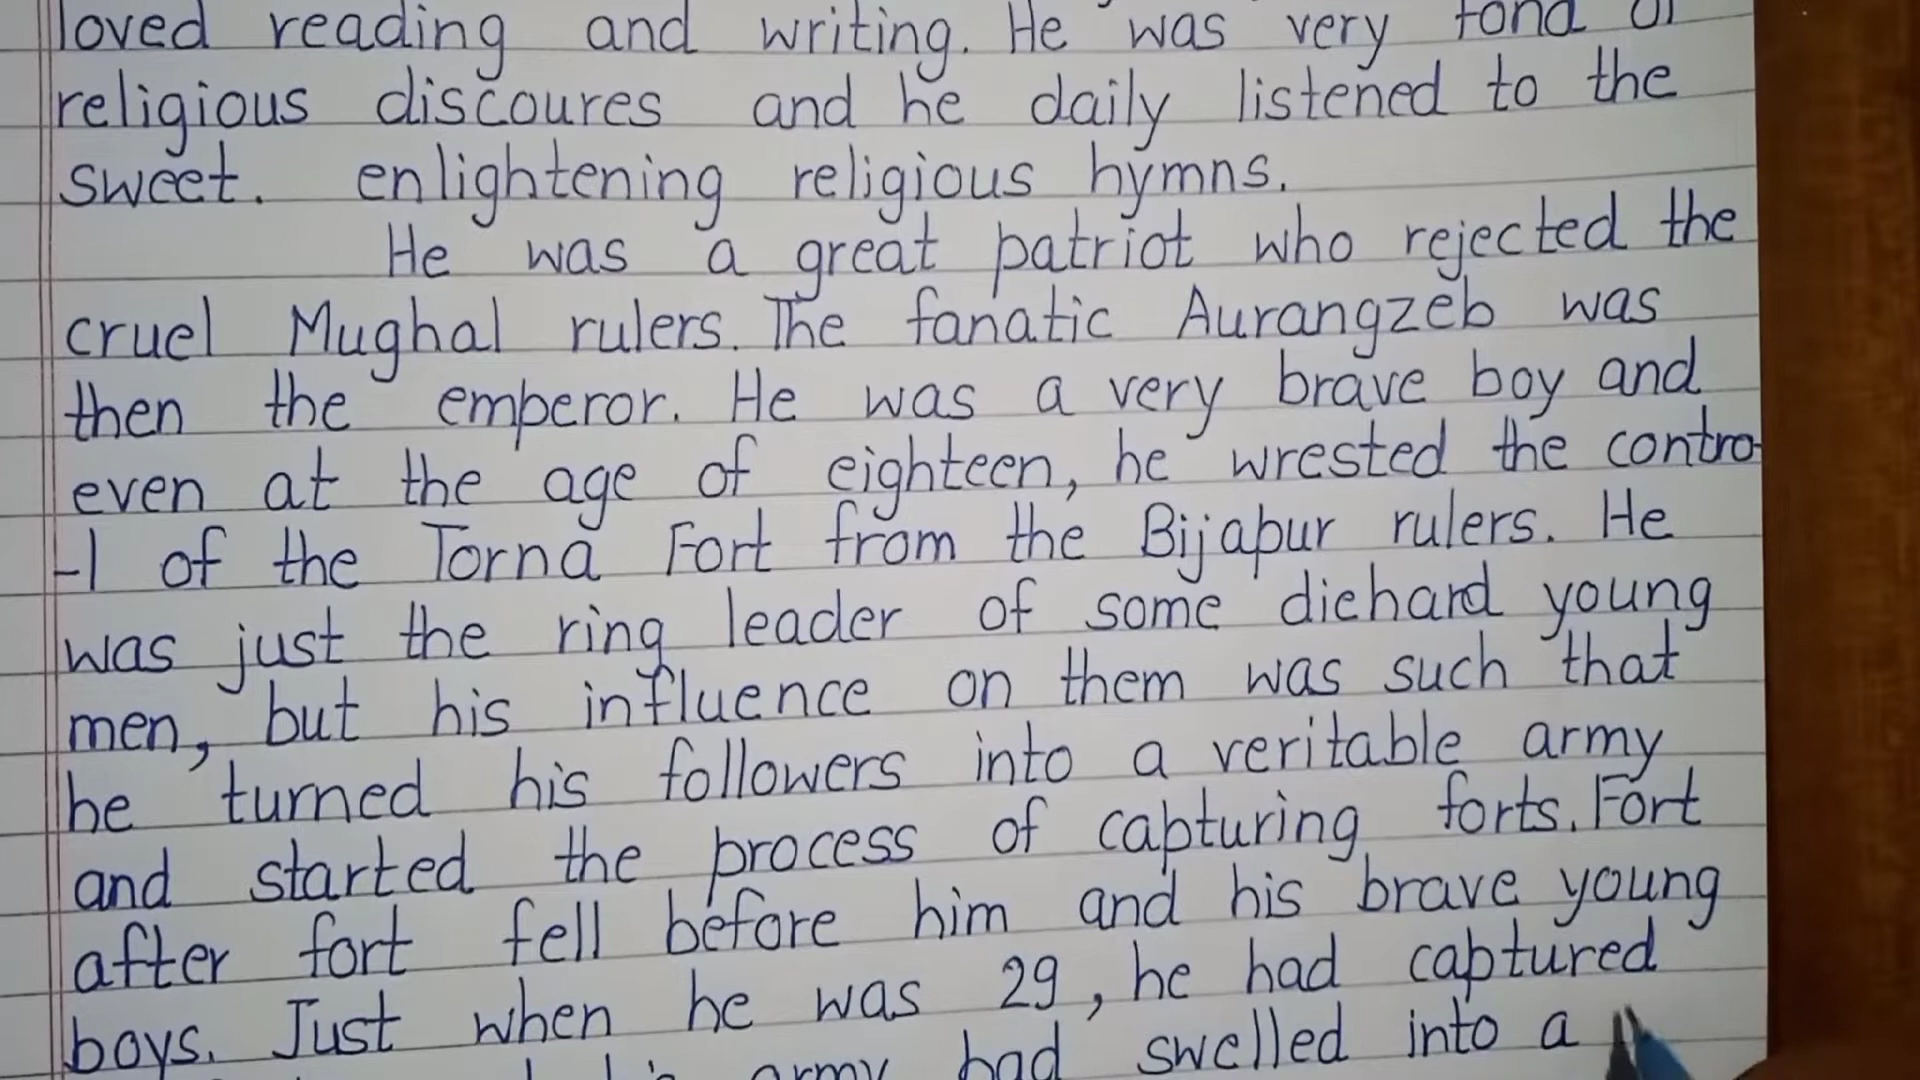 loved reading and writing. He was very fond of
religious discoures and he daily listened to the
sweet. enlightening religious hymns.
He was a great patriot who rejected the
cruel Mughal rulers. The fanatic Aurangzeb was
then the emperor. He was a very brave boy and
even at the age of eighteen, he wrested the contro-
-l of the Torna Fort from the Bijapur rulers. He
was just the ring leader of some diehard young
men, but his influence on them was such that
he turned his followers into a veritable army
and started the process of capturing forts. Fort
after fort fell before him and his brave young
boys. Just when he was 29, he had captured
army had swelled into a